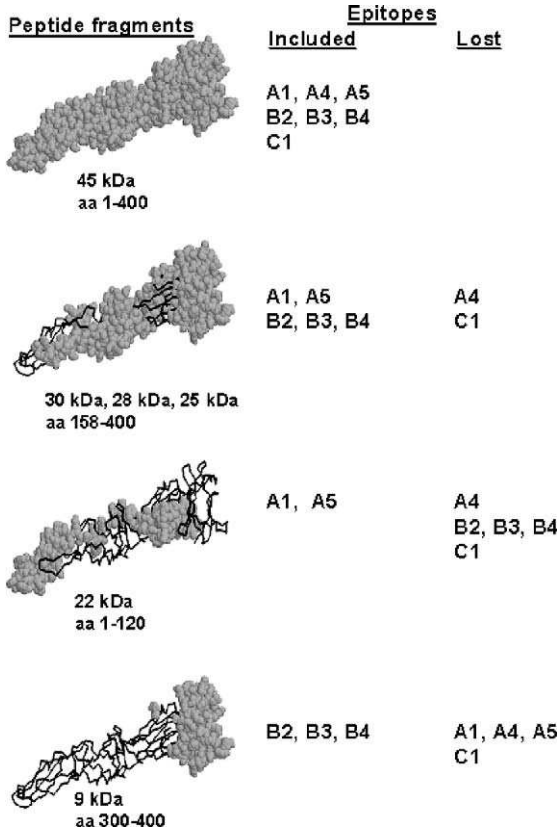 Epitopes
Peptide fragments Included Lost
A1, A4, A5
B2, B3, B4
C1
45 kDa
aa 1-400
A1, A5 A4
B2, B3, B4 C1
30 kDa, 28 kDa, 25 kDa
aa 158-400
A1, A5 A4
B2, B3, B4
C1
22 kDa
aa 1-120
B2, B3, B4 A1, A4, A5
C1
9 kDa
aa 300-400